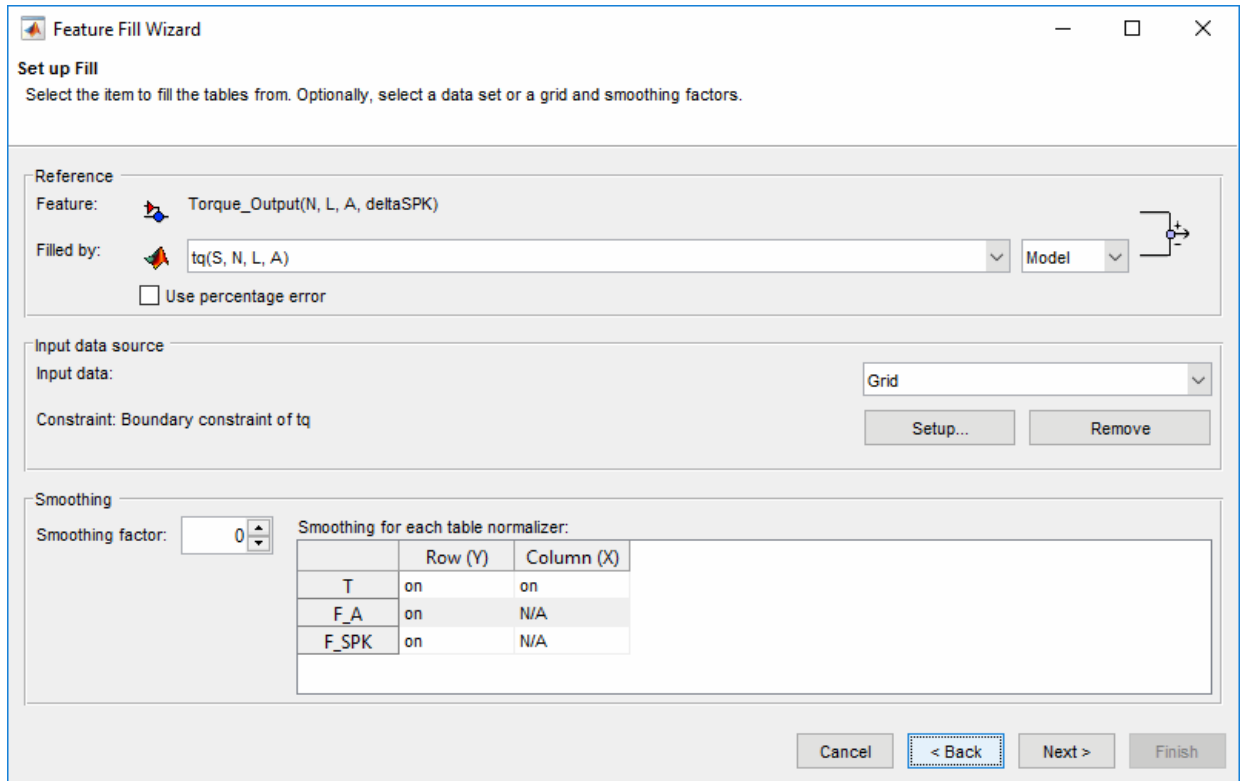 Feature Fill Wizard
Set up Fill
Select the item to fill the tables from. Optionally, select a data set or a grid and smoothing factors.
Reference
Feature: Torque_Output(N, L, A, deltaSPK)
Filled by: tq(S, N, L, A) Model
Use percentage error
Input data source
Input data: Grid
Constraint: Boundary constraint of tq Setup... Remove
Smoothing
Smoothing factor: 0 Smoothing for each table normalizer:
Row (Y) Column (X)
T on on
F_A on N/A
F_SPK on N/A
Cancel < Back Next > Finish